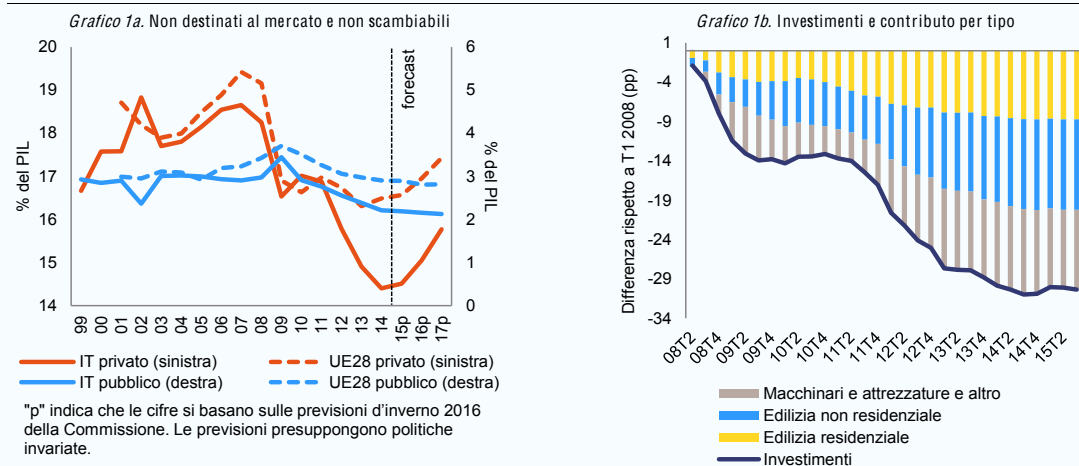 Grafico 1a. Non destinati al mercato e non scambiabili
20
19
18
17
16
15
14
% del PIL
6
5
4
3
2
1
0
% del PIL
forecast
99
00
01
02
03
04
05
06
07
08
09
10
11
12
13
14
15p
16p
17p
IT privato (sinistra)
UE28 privato (sinistra)
IT pubblico (destra)
UE28 pubblico (destra)
"p" indica che le cifre si basano sulle previsioni d'inverno 2016
della Commissione. Le previsioni presuppongono politiche
invariate.
Grafico 1b. Investimenti e contributo per tipo
1
-4
-9
-14
-19
-24
-29
-34
Differenza rispetto a T1 2008 (pp)
08T2
08T4
09T2
09T4
10T2
10T4
11T2
11T4
12T2
12T4
13T2
13T4
14T2
14T4
15T2
Macchinari e attrezzature e altro
Edilizia non residenziale
Edilizia residenziale
Investimenti